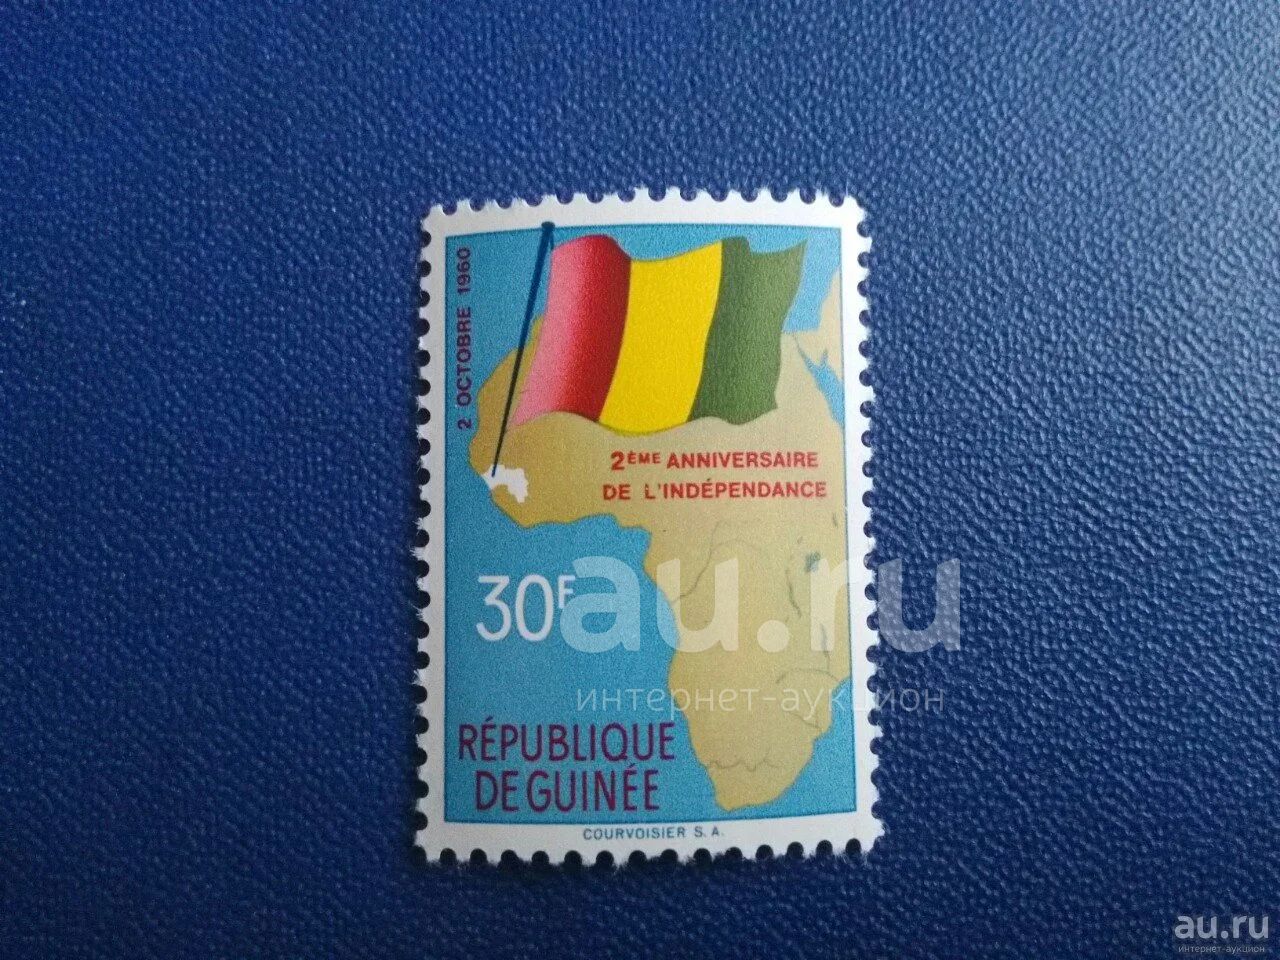 2 OCTOBRE 1960
2ÈME ANNIVERSAIRE
DE L'INDÉPENDANCE
30F
au.ru
интернет-аукцион
RÉPUBLIQUE
DE GUINÉE
COURVOISIER S.A.
au.ru
интернет-аукцион